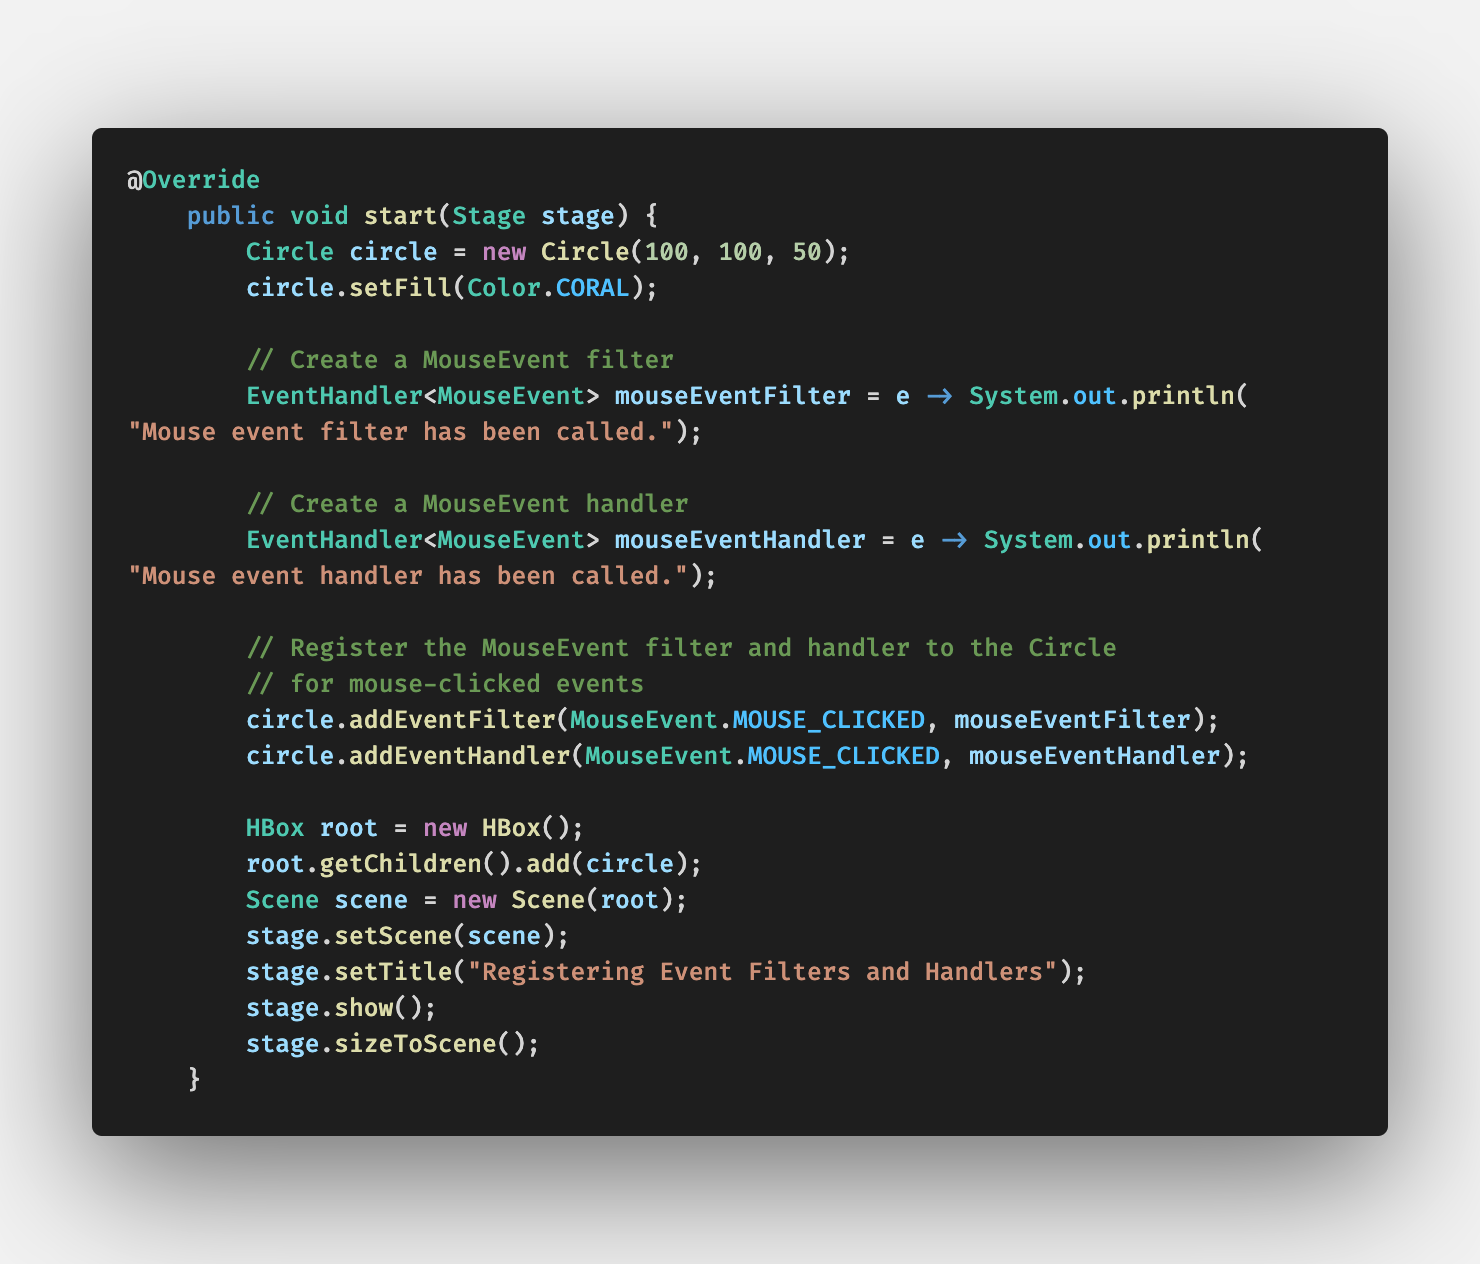 @Override
    public void start(Stage stage) {
        Circle circle = new Circle(100, 100, 50);
        circle.setFill(Color.CORAL);

        // Create a MouseEvent filter
        EventHandler<MouseEvent> mouseEventFilter = e -> System.out.println(
"Mouse event filter has been called.");

        // Create a MouseEvent handler
        EventHandler<MouseEvent> mouseEventHandler = e -> System.out.println(
"Mouse event handler has been called.");

        // Register the MouseEvent filter and handler to the Circle
        // for mouse-clicked events
        circle.addEventFilter(MouseEvent.MOUSE_CLICKED, mouseEventFilter);
        circle.addEventHandler(MouseEvent.MOUSE_CLICKED, mouseEventHandler);

        HBox root = new HBox();
        root.getChildren().add(circle);
        Scene scene = new Scene(root);
        stage.setScene(scene);
        stage.setTitle("Registering Event Filters and Handlers");
        stage.show();
        stage.sizeToScene();
    }